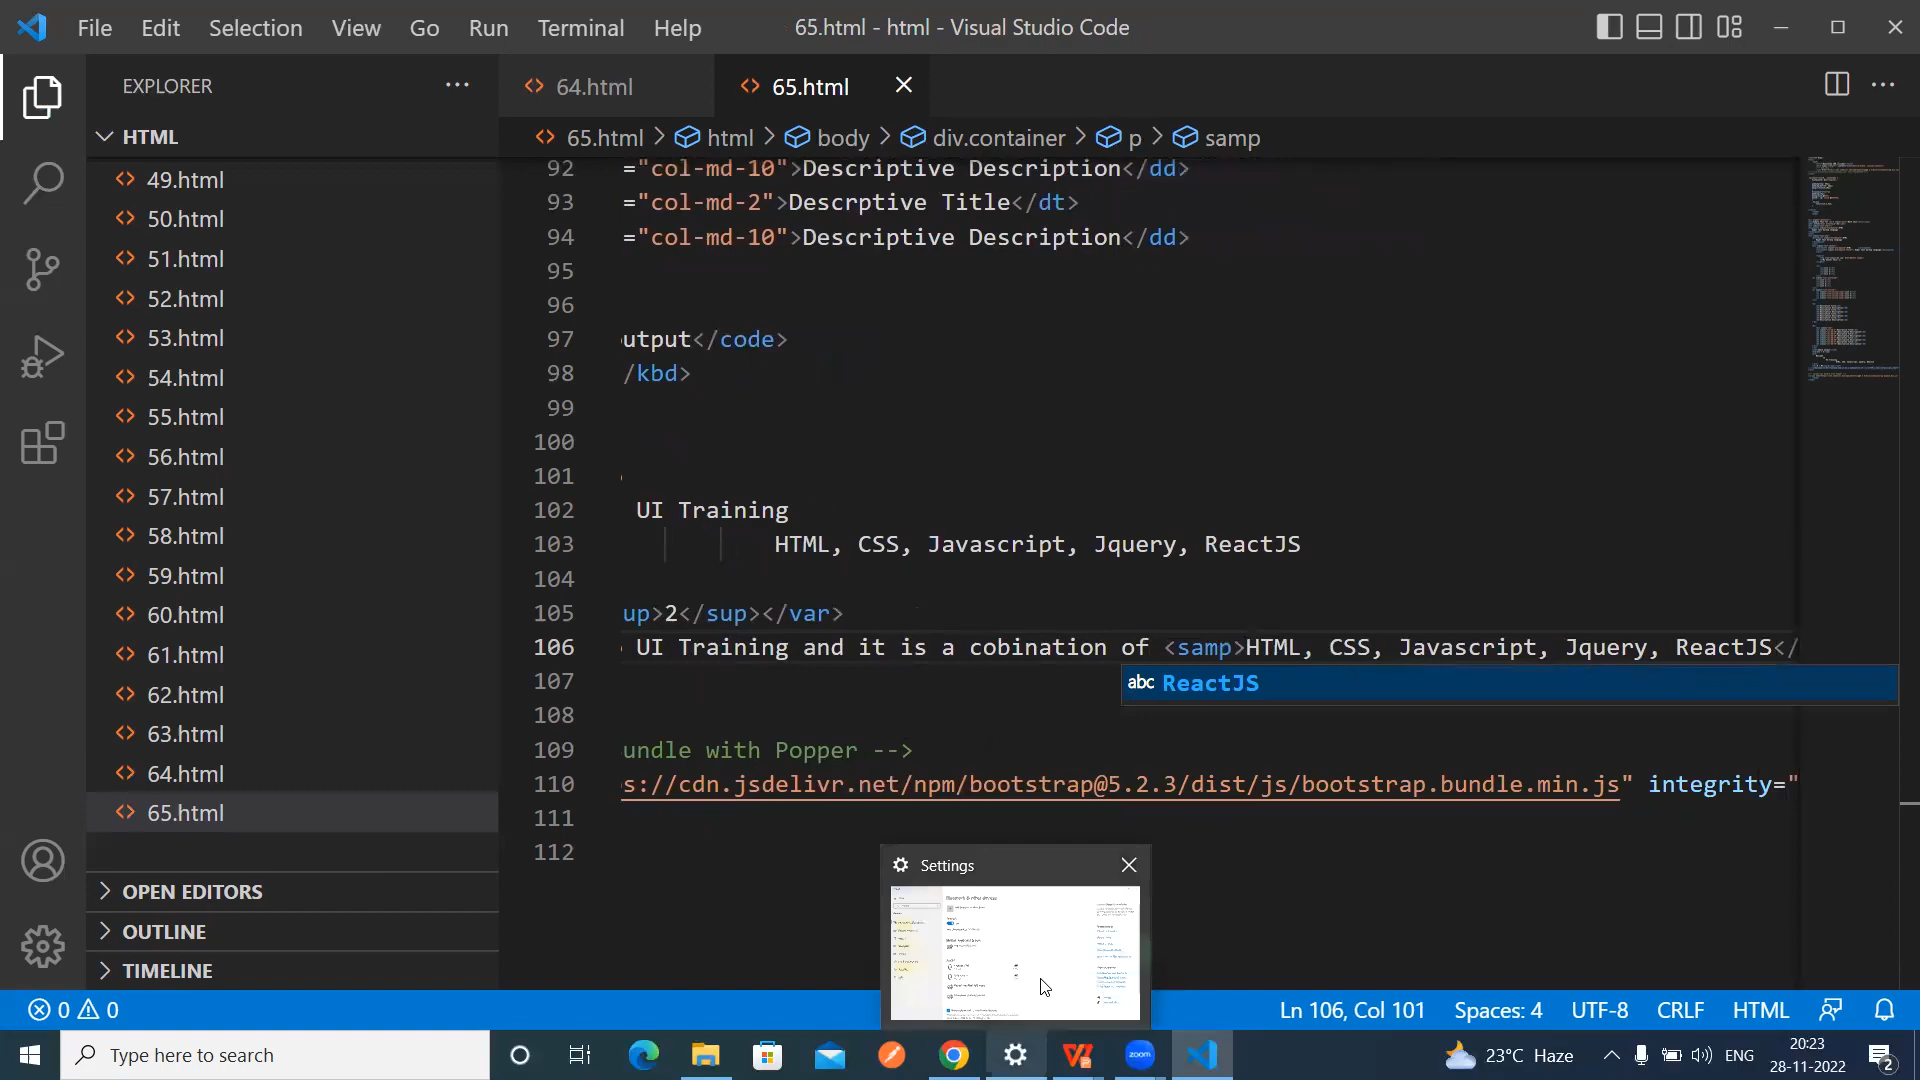 File Edit Selection View Go Run Terminal Help
65.html - html - Visual Studio Code
EXPLORER
HTML
49.html
50.html
51.html
52.html
53.html
54.html
55.html
56.html
57.html
58.html
59.html
60.html
61.html
62.html
63.html
64.html
65.html
OPEN EDITORS
OUTLINE
TIMELINE
64.html
65.html
65.html > html > body > div.container > p > samp
92 ="col-md-10">Descriptive Description</dd>
93 ="col-md-2">Descrptive Title</dt>
94 ="col-md-10">Descriptive Description</dd>
95
96
97 utput</code>
98 /kbd>
99
100
101
102 UI Training
103 HTML, CSS, Javascript, Jquery, ReactJS
104
105 up>2</sup></var>
106 UI Training and it is a cobination of <samp>HTML, CSS, Javascript, Jquery, ReactJS</
abc ReactJS
107
108
109 undle with Popper -->
110 s://cdn.jsdelivr.net/npm/bootstrap@5.2.3/dist/js/bootstrap.bundle.min.js" integrity="
111
112
Settings
0 0
Ln 106, Col 101 Spaces: 4 UTF-8 CRLF HTML
Type here to search
zoom
23°C Haze
ENG
20:23
28-11-2022
2